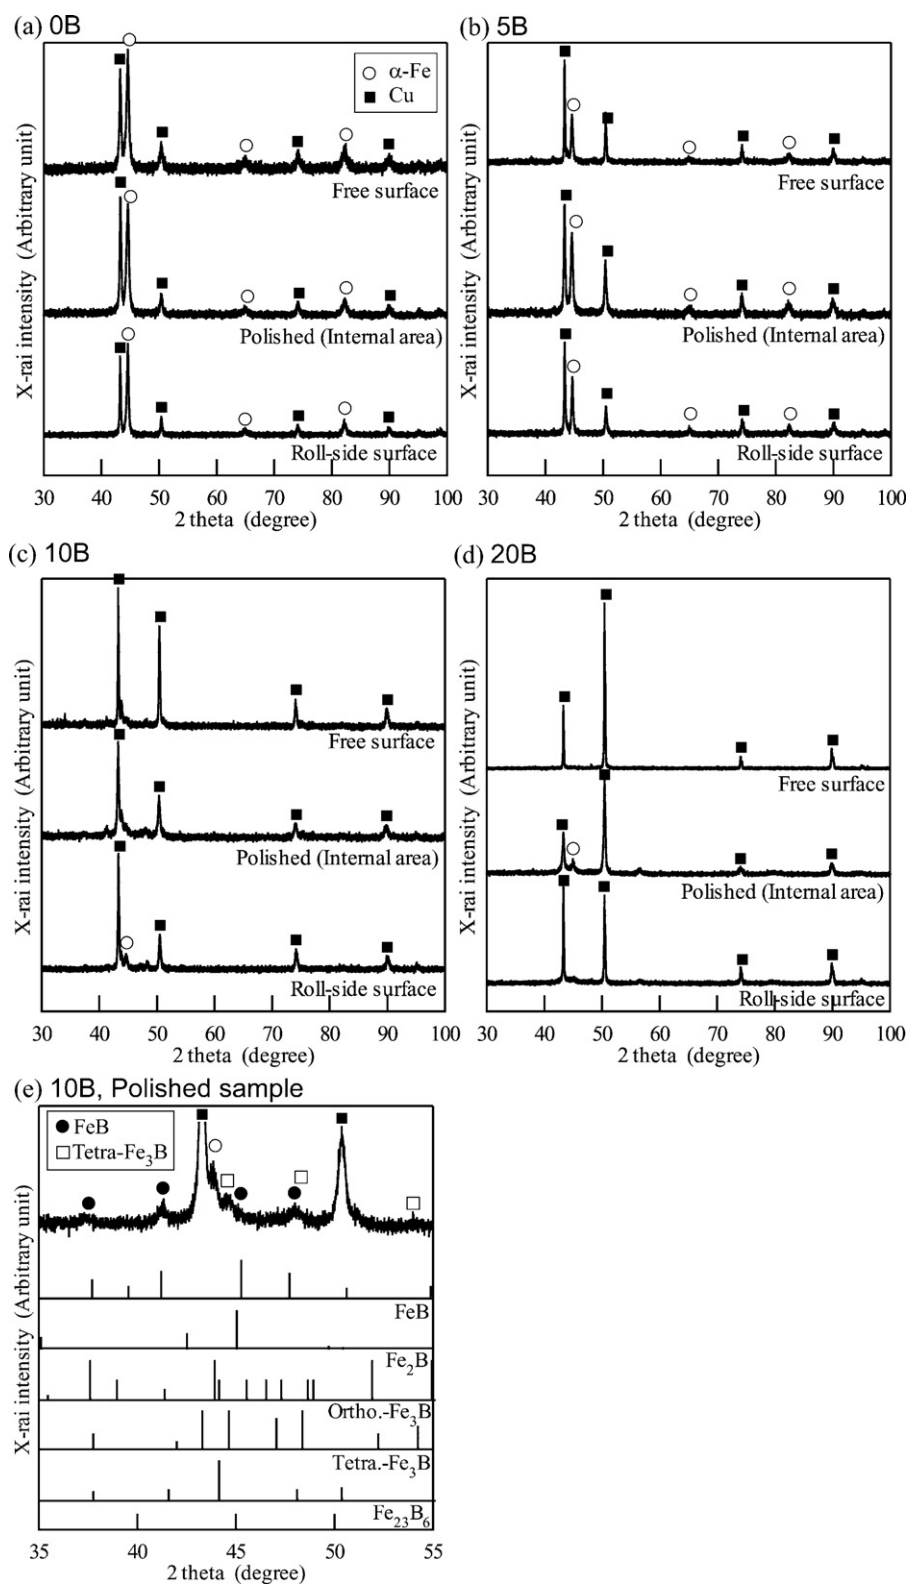 (a) 0B
X-rai intensity (Arbitrary unit)
○ α-Fe
■ Cu
Free surface
Polished (Internal area)
Roll-side surface
30 40 50 60 70 80 90 100
2 theta (degree)
(b) 5B
X-rai intensity (Arbitrary unit)
Free surface
Polished (Internal area)
Roll-side surface
30 40 50 60 70 80 90 100
2 theta (degree)
(c) 10B
X-rai intensity (Arbitrary unit)
Free surface
Polished (Internal area)
Roll-side surface
30 40 50 60 70 80 90 100
2 theta (degree)
(d) 20B
X-rai intensity (Arbitrary unit)
Free surface
Polished (Internal area)
Roll-side surface
30 40 50 60 70 80 90 100
2 theta (degree)
(e) 10B, Polished sample
X-rai intensity (Arbitrary unit)
● FeB
□ Tetra-Fe₃B
FeB
Fe₂B
Ortho.-Fe₃B
Tetra.-Fe₃B
Fe₂₃B₆
35 40 45 50 55
2 theta (degree)